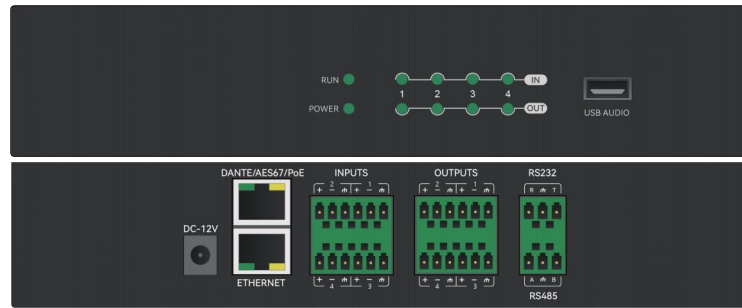 RUN
IN
1 2 3 4
POWER
OUT
USB AUDIO
DANTE/AES67/PoE INPUTS OUTPUTS RS232
+ − 2 + − 1
+ − 2 + − 1
R T
DC-12V
ETHERNET
+ − 4 + − 3
+ − 4 + − 3
A B
RS485